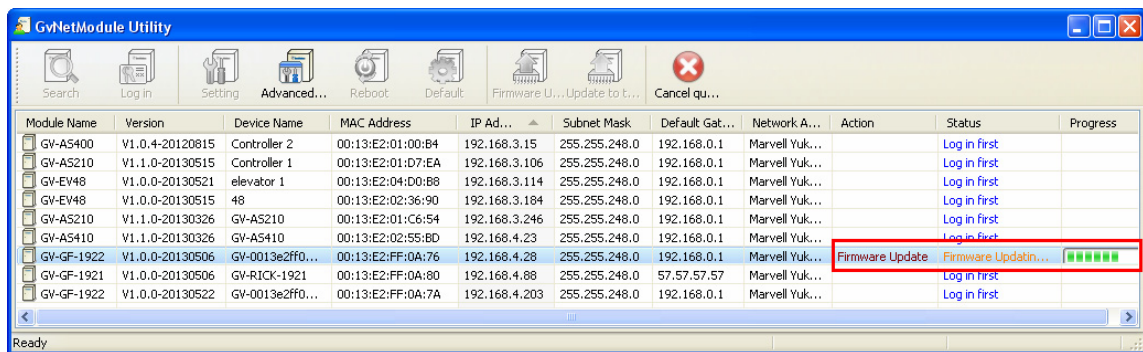 GvNetModule Utility
Search Log in Setting Advanced... Reboot Default Firmware U... Update to t... Cancel qu...
Module Name Version Device Name MAC Address IP Ad... Subnet Mask Default Gat... Network A... Action Status Progress
GV-AS400 V1.0.4-20120815 Controller 2 00:13:E2:01:00:B4 192.168.3.15 255.255.248.0 192.168.0.1 Marvell Yuk... Log in first
GV-AS210 V1.1.0-20130515 Controller 1 00:13:E2:01:D7:EA 192.168.3.106 255.255.248.0 192.168.0.1 Marvell Yuk... Log in first
GV-EV48 V1.0.0-20130521 elevator 1 00:13:E2:04:D0:B8 192.168.3.114 255.255.248.0 192.168.0.1 Marvell Yuk... Log in first
GV-EV48 V1.0.0-20130515 48 00:13:E2:02:36:90 192.168.3.184 255.255.248.0 192.168.0.1 Marvell Yuk... Log in first
GV-AS210 V1.1.0-20130326 GV-AS210 00:13:E2:01:C6:54 192.168.3.246 255.255.248.0 192.168.0.1 Marvell Yuk... Log in first
GV-AS410 V1.1.0-20130326 GV-AS410 00:13:E2:02:55:BD 192.168.4.23 255.255.248.0 192.168.0.1 Marvell Yuk... Log in first
GV-GF-1922 V1.0.0-20130506 GV-0013e2ff0... 00:13:E2:FF:0A:76 192.168.4.28 255.255.248.0 192.168.0.1 Marvell Yuk... Firmware Update Firmware Updatin...
GV-GF-1921 V1.0.0-20130506 GV-RICK-1921 00:13:E2:FF:0A:80 192.168.4.88 255.255.248.0 57.57.57.57 Marvell Yuk... Log in first
GV-GF-1922 V1.0.0-20130522 GV-0013e2ff0... 00:13:E2:FF:0A:7A 192.168.4.203 255.255.248.0 192.168.0.1 Marvell Yuk... Log in first
Ready